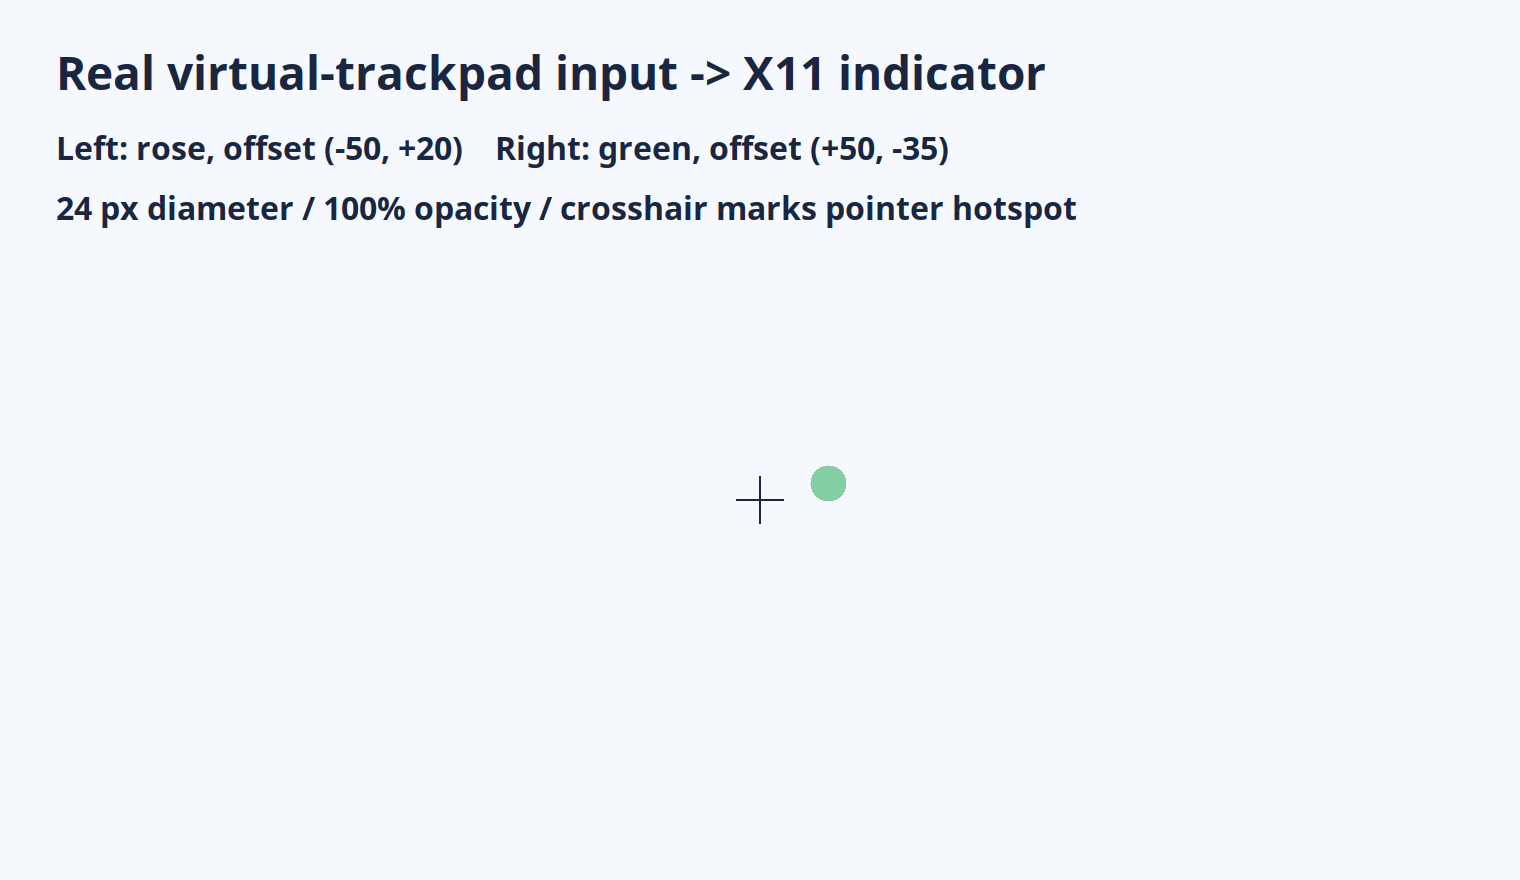 Real virtual-trackpad input -> X11 indicator
Left: rose, offset (-50, +20)    Right: green, offset (+50, -35)
24 px diameter / 100% opacity / crosshair marks pointer hotspot